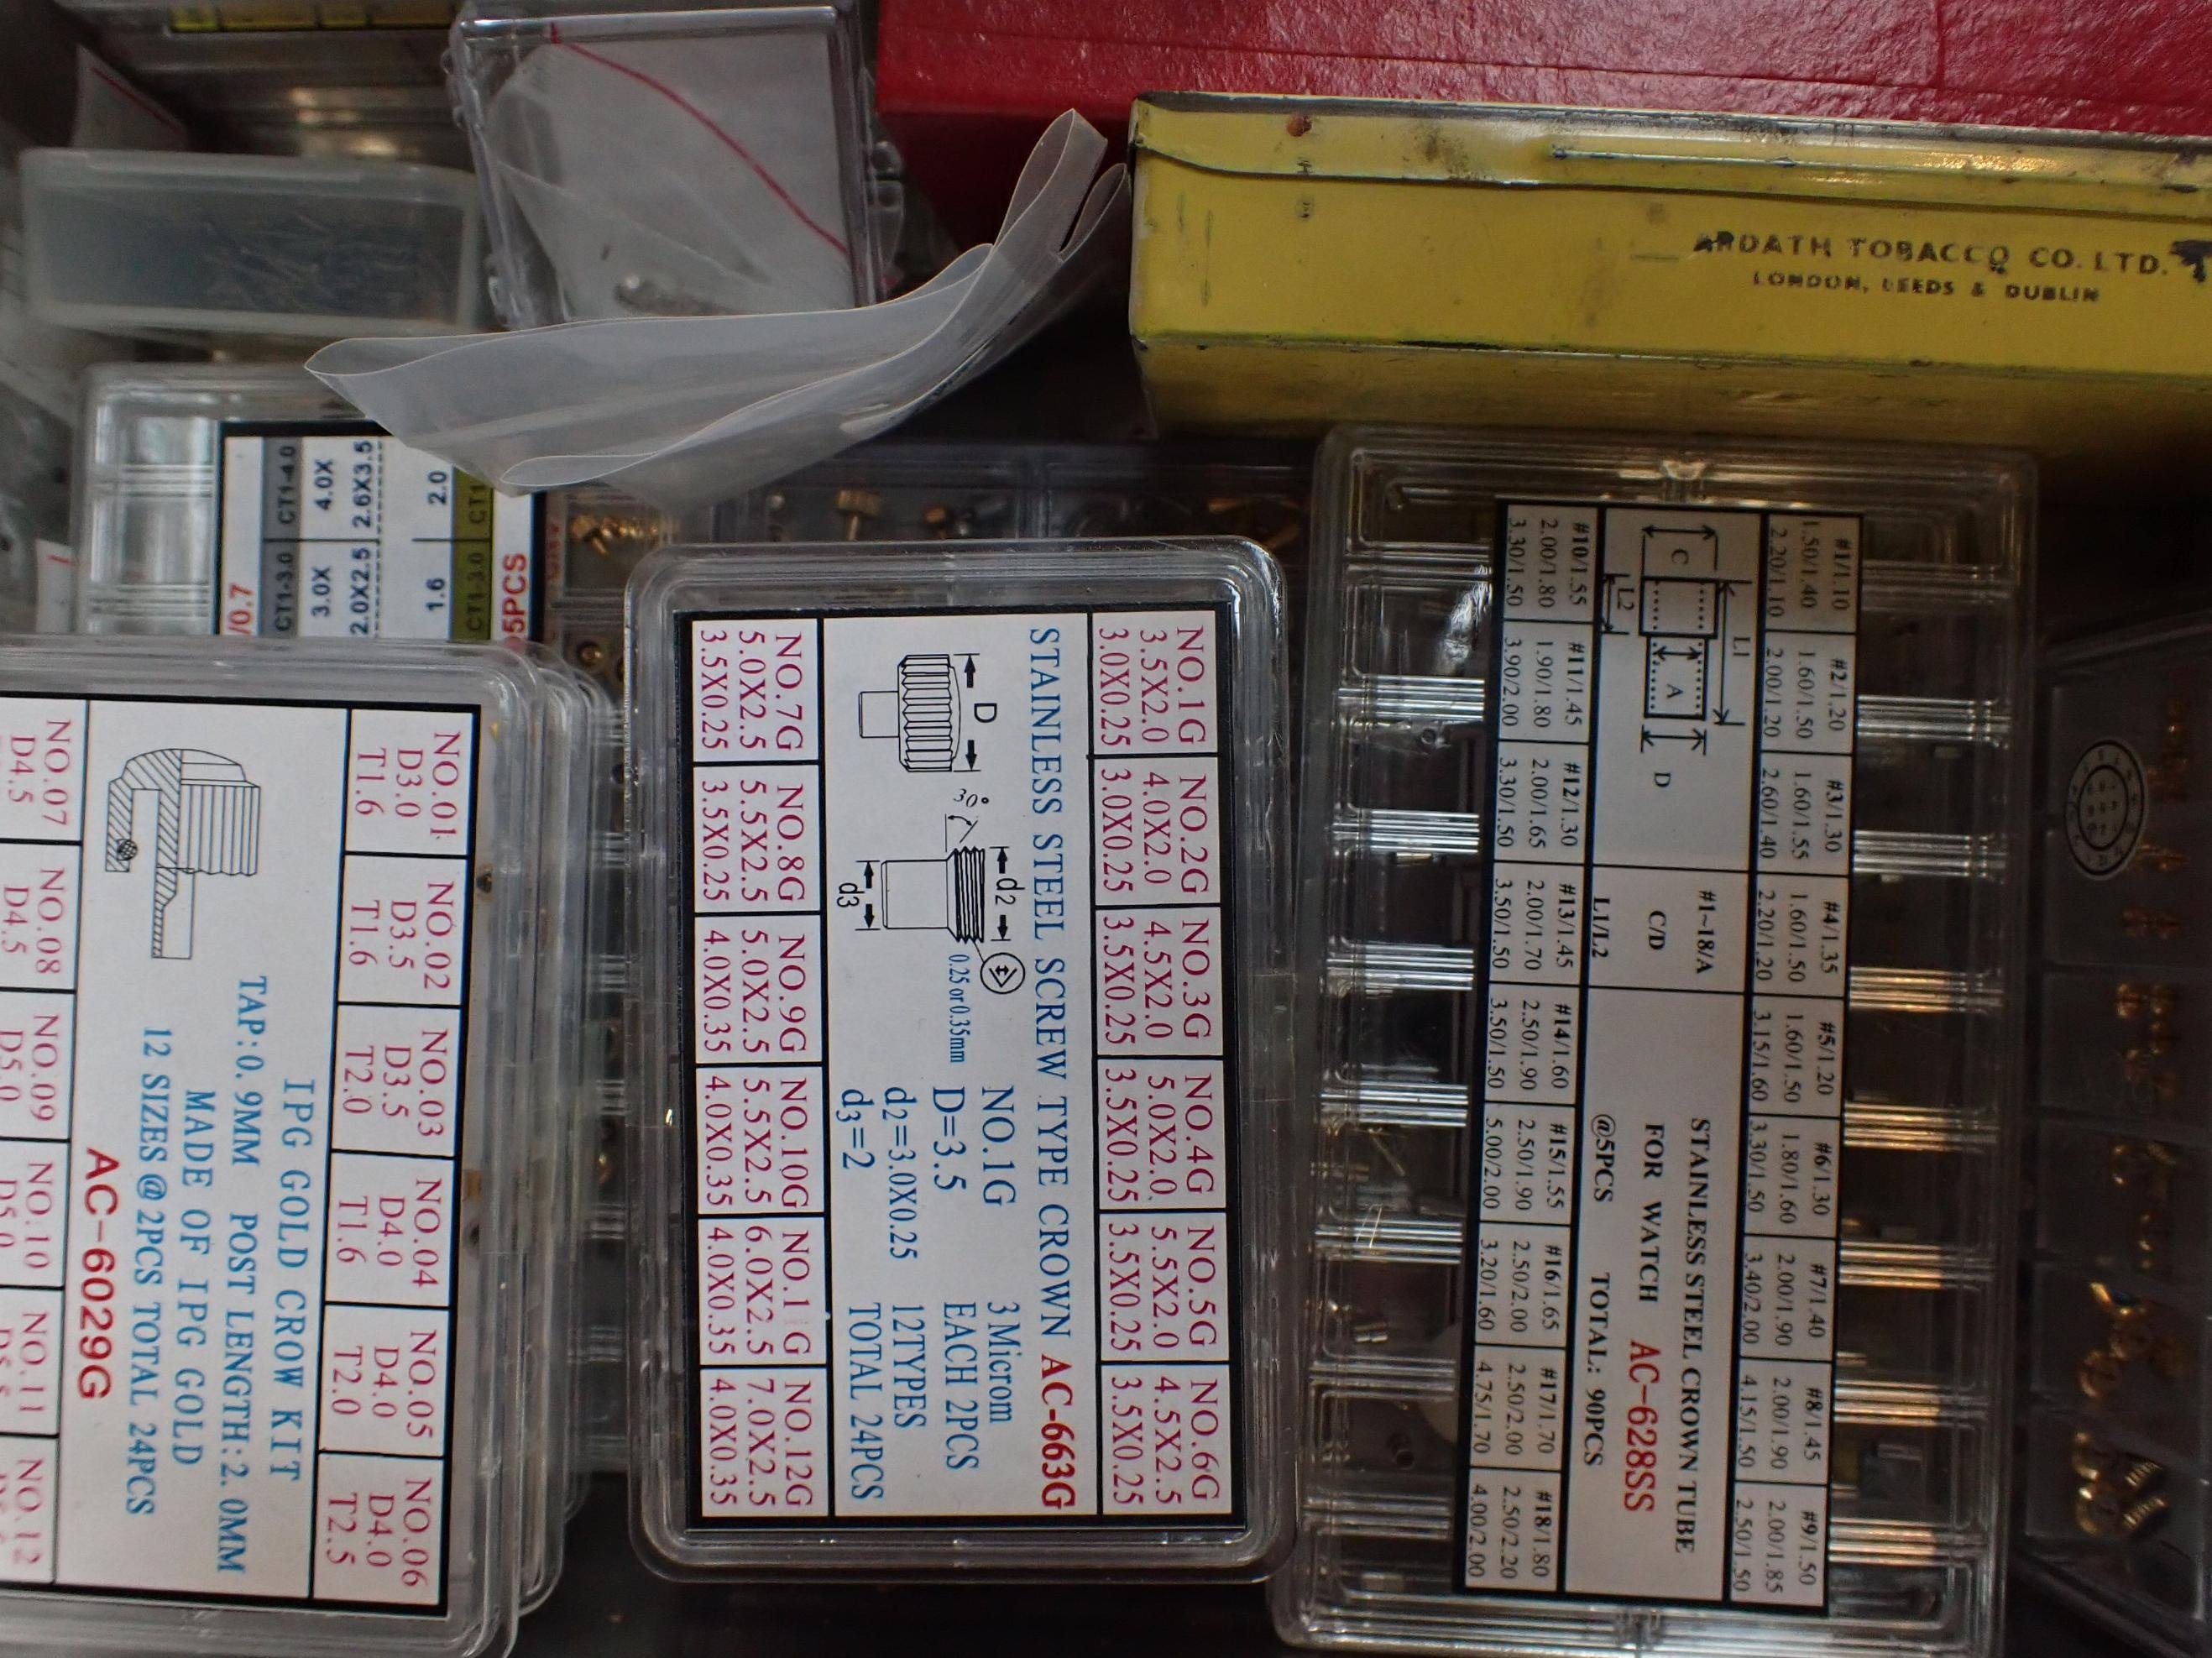 ARDATH TOBACCO CO. LTD.
LONDON, LEEDS & DUBLIN
CT1-3.0 CT1-4.0
3.0X 4.0X
2.0X2.5 2.6X3.5
1.6 2.0
CT1-3.0 CT1
/0.7
5PCS
NO.01 NO.02 NO.03 NO.04 NO.05 NO.06
D3.0 D3.5 D3.5 D4.0 D4.0 D4.0
T1.6 T1.6 T2.0 T1.6 T2.0 T2.5
IPG GOLD CROW KIT
TAP:0.9MM POST LENGTH:2.0MM
MADE OF IPG GOLD
12 SIZES @ 2PCS TOTAL 24PCS
AC-6029G
NO.07 NO.08 NO.09 NO.10 NO.11 NO.12
D4.5 D4.5 D5.0 D5.0
NO.1G NO.2G NO.3G NO.4G NO.5G NO.6G
3.5X2.0 4.0X2.0 4.5X2.0 5.0X2.0 5.5X2.0 4.5X2.5
3.0X0.25 3.0X0.25 3.5X0.25 3.5X0.25 3.5X0.25 3.5X0.25
STAINLESS STEEL SCREW TYPE CROWN AC-663G
D
30°
d2
d3
0.25 or 0.35mm
NO.1G
D=3.5
d2=3.0X0.25
d3=2
3 Microm
EACH 2PCS
12TYPES
TOTAL 24PCS
NO.7G NO.8G NO.9G NO.10G NO.1 G NO.12G
5.0X2.5 5.5X2.5 5.0X2.5 5.5X2.5 6.0X2.5 7.0X2.5
3.5X0.25 3.5X0.25 4.0X0.35 4.0X0.35 4.0X0.35 4.0X0.35
#1/1.10 #2/1.20 #3/1.30 #4/1.35 #5/1.20 #6/1.30 #7/1.40 #8/1.45 #9/1.50
1.50/1.40 1.60/1.50 1.60/1.55 1.60/1.50 1.60/1.50 1.80/1.60 2.00/1.90 2.00/1.90 2.00/1.85
2.20/1.10 2.00/1.20 2.60/1.40 2.20/1.20 3.15/1.60 3.30/1.50 3.40/2.00 4.15/1.50 2.50/1.50
L1
C
A
D
L2
#1~18/A
C/D
L1/L2
STAINLESS STEEL CROWN TUBE
FOR WATCH AC-628SS
@5PCS TOTAL: 90PCS
#10/1.55 #11/1.45 #12/1.30 #13/1.45 #14/1.60 #15/1.55 #16/1.65 #17/1.70 #18/1.80
2.00/1.80 1.90/1.80 2.00/1.65 2.00/1.70 2.50/1.90 2.50/1.90 2.50/2.00 2.50/2.00 2.50/2.20
3.30/1.50 3.90/2.00 3.30/1.50 3.50/1.50 3.50/1.50 5.00/2.00 3.20/1.60 4.75/1.70 4.00/2.00